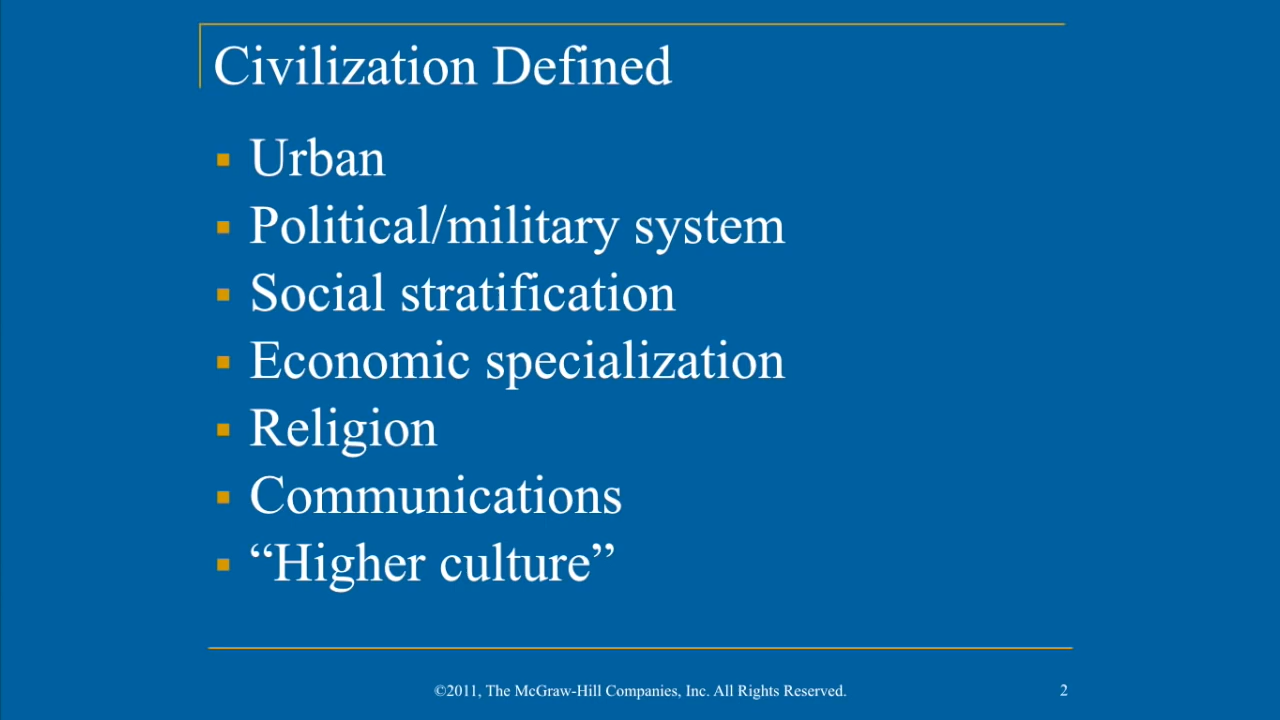 Civilization Defined
▪ Urban
▪ Political/military system
▪ Social stratification
▪ Economic specialization
▪ Religion
▪ Communications
▪ “Higher culture”
©2011, The McGraw-Hill Companies, Inc. All Rights Reserved.
2